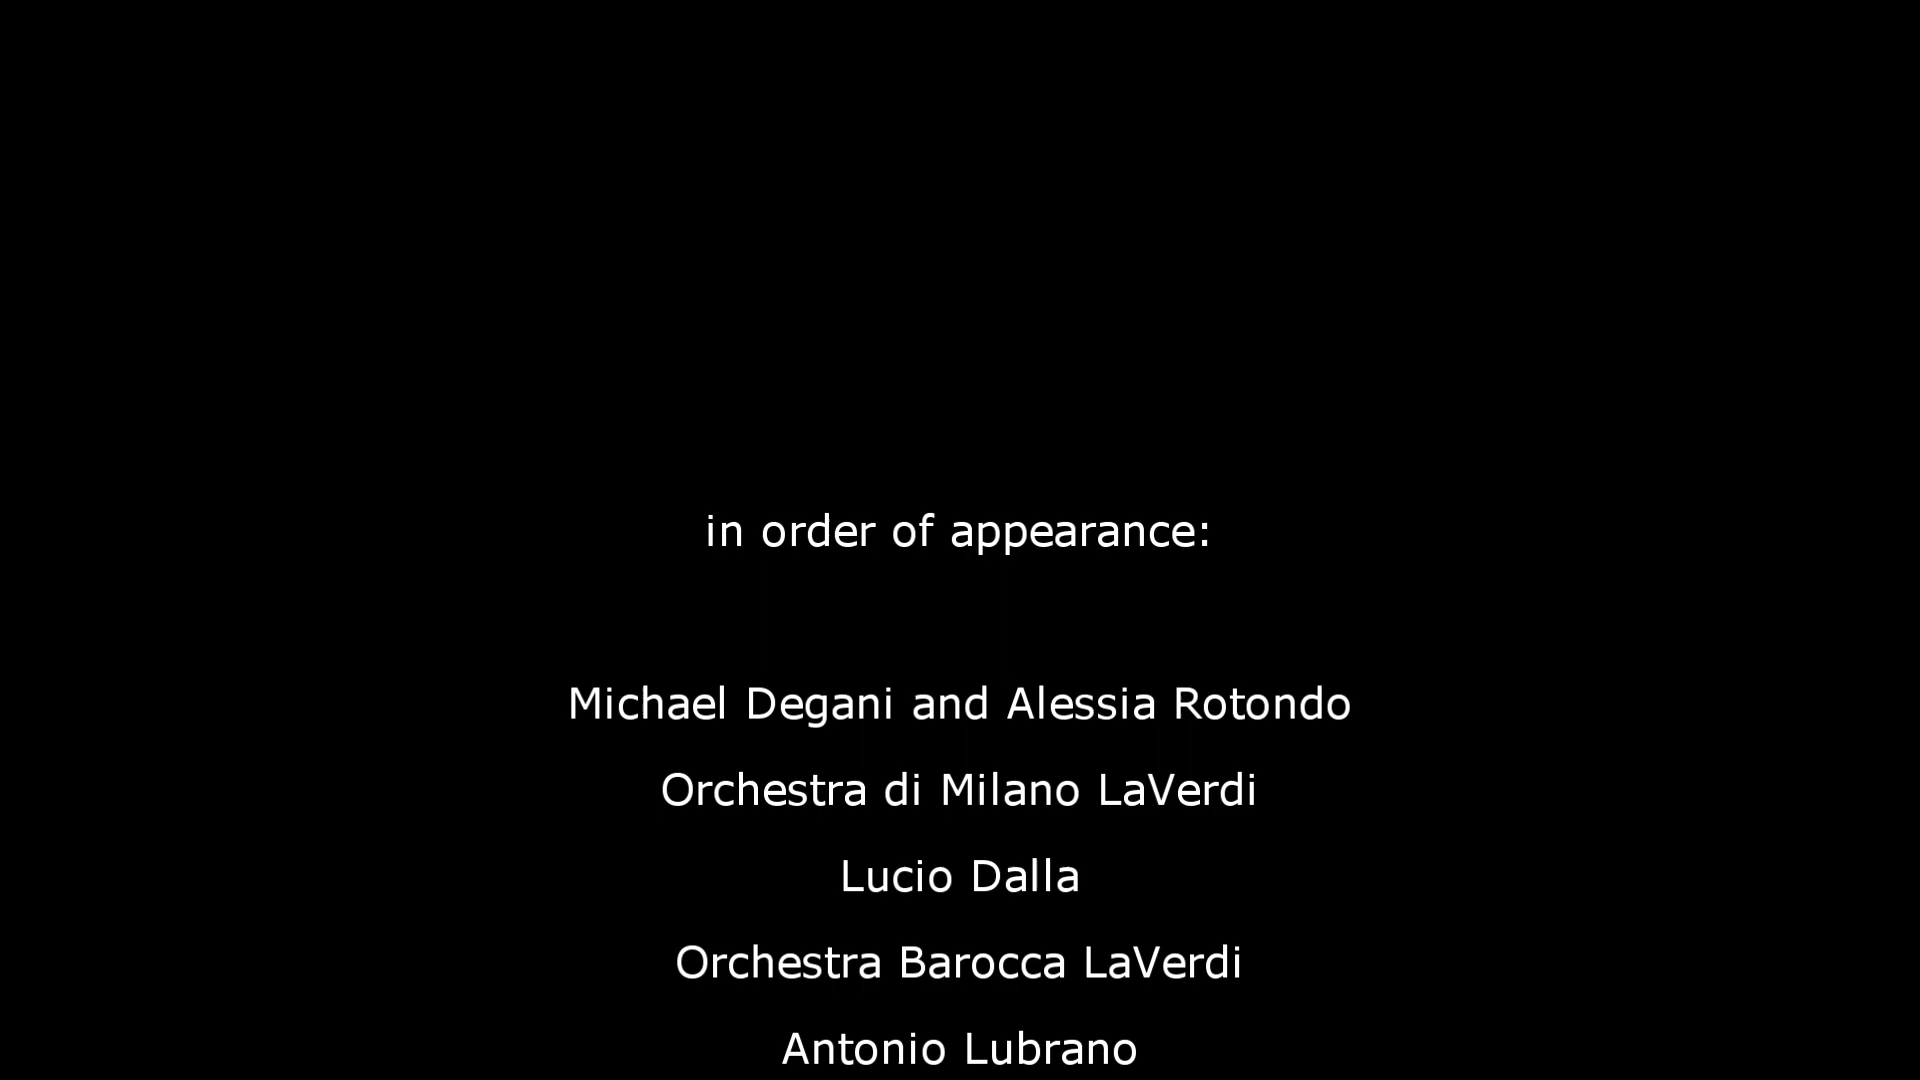 in order of appearance:
Michael Degani and Alessia Rotondo
Orchestra di Milano LaVerdi
Lucio Dalla
Orchestra Barocca LaVerdi
Antonio Lubrano